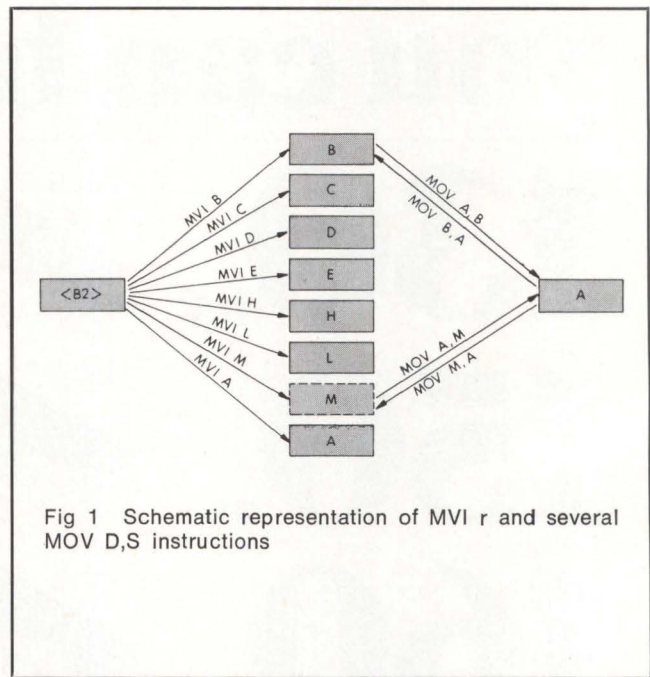 B
C
D
E
H
L
M
A
<B2>
A
MVI B
MVI C
MVI D
MVI E
MVI H
MVI L
MVI M
MVI A
MOV A,B
MOV B,A
MOV A,M
MOV M,A
Fig 1 Schematic representation of MVI r and several
MOV D,S instructions